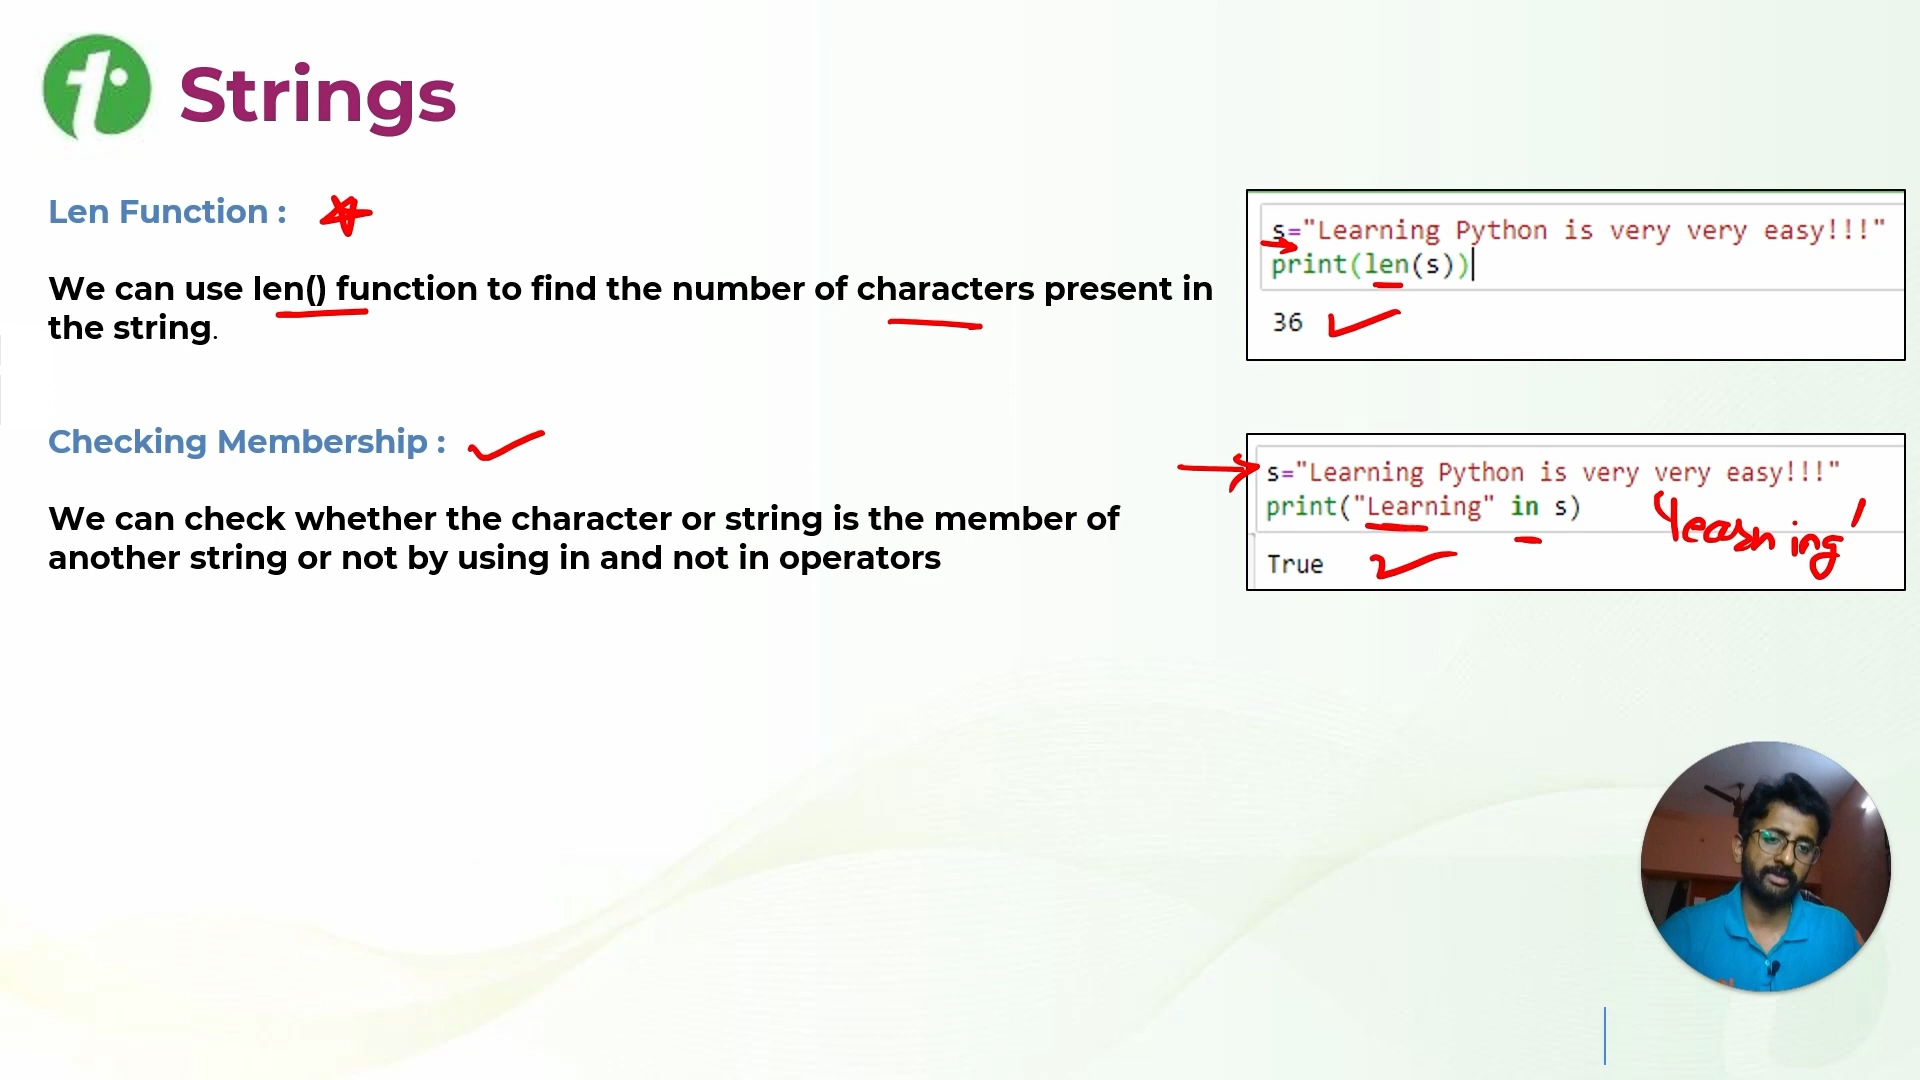 Strings
Len Function :
We can use len() function to find the number of characters present in
the string.
s="Learning Python is very very easy!!!"
print(len(s))
36
Checking Membership :
We can check whether the character or string is the member of
another string or not by using in and not in operators
s="Learning Python is very very easy!!!"
print("Learning" in s)
'learning'
True